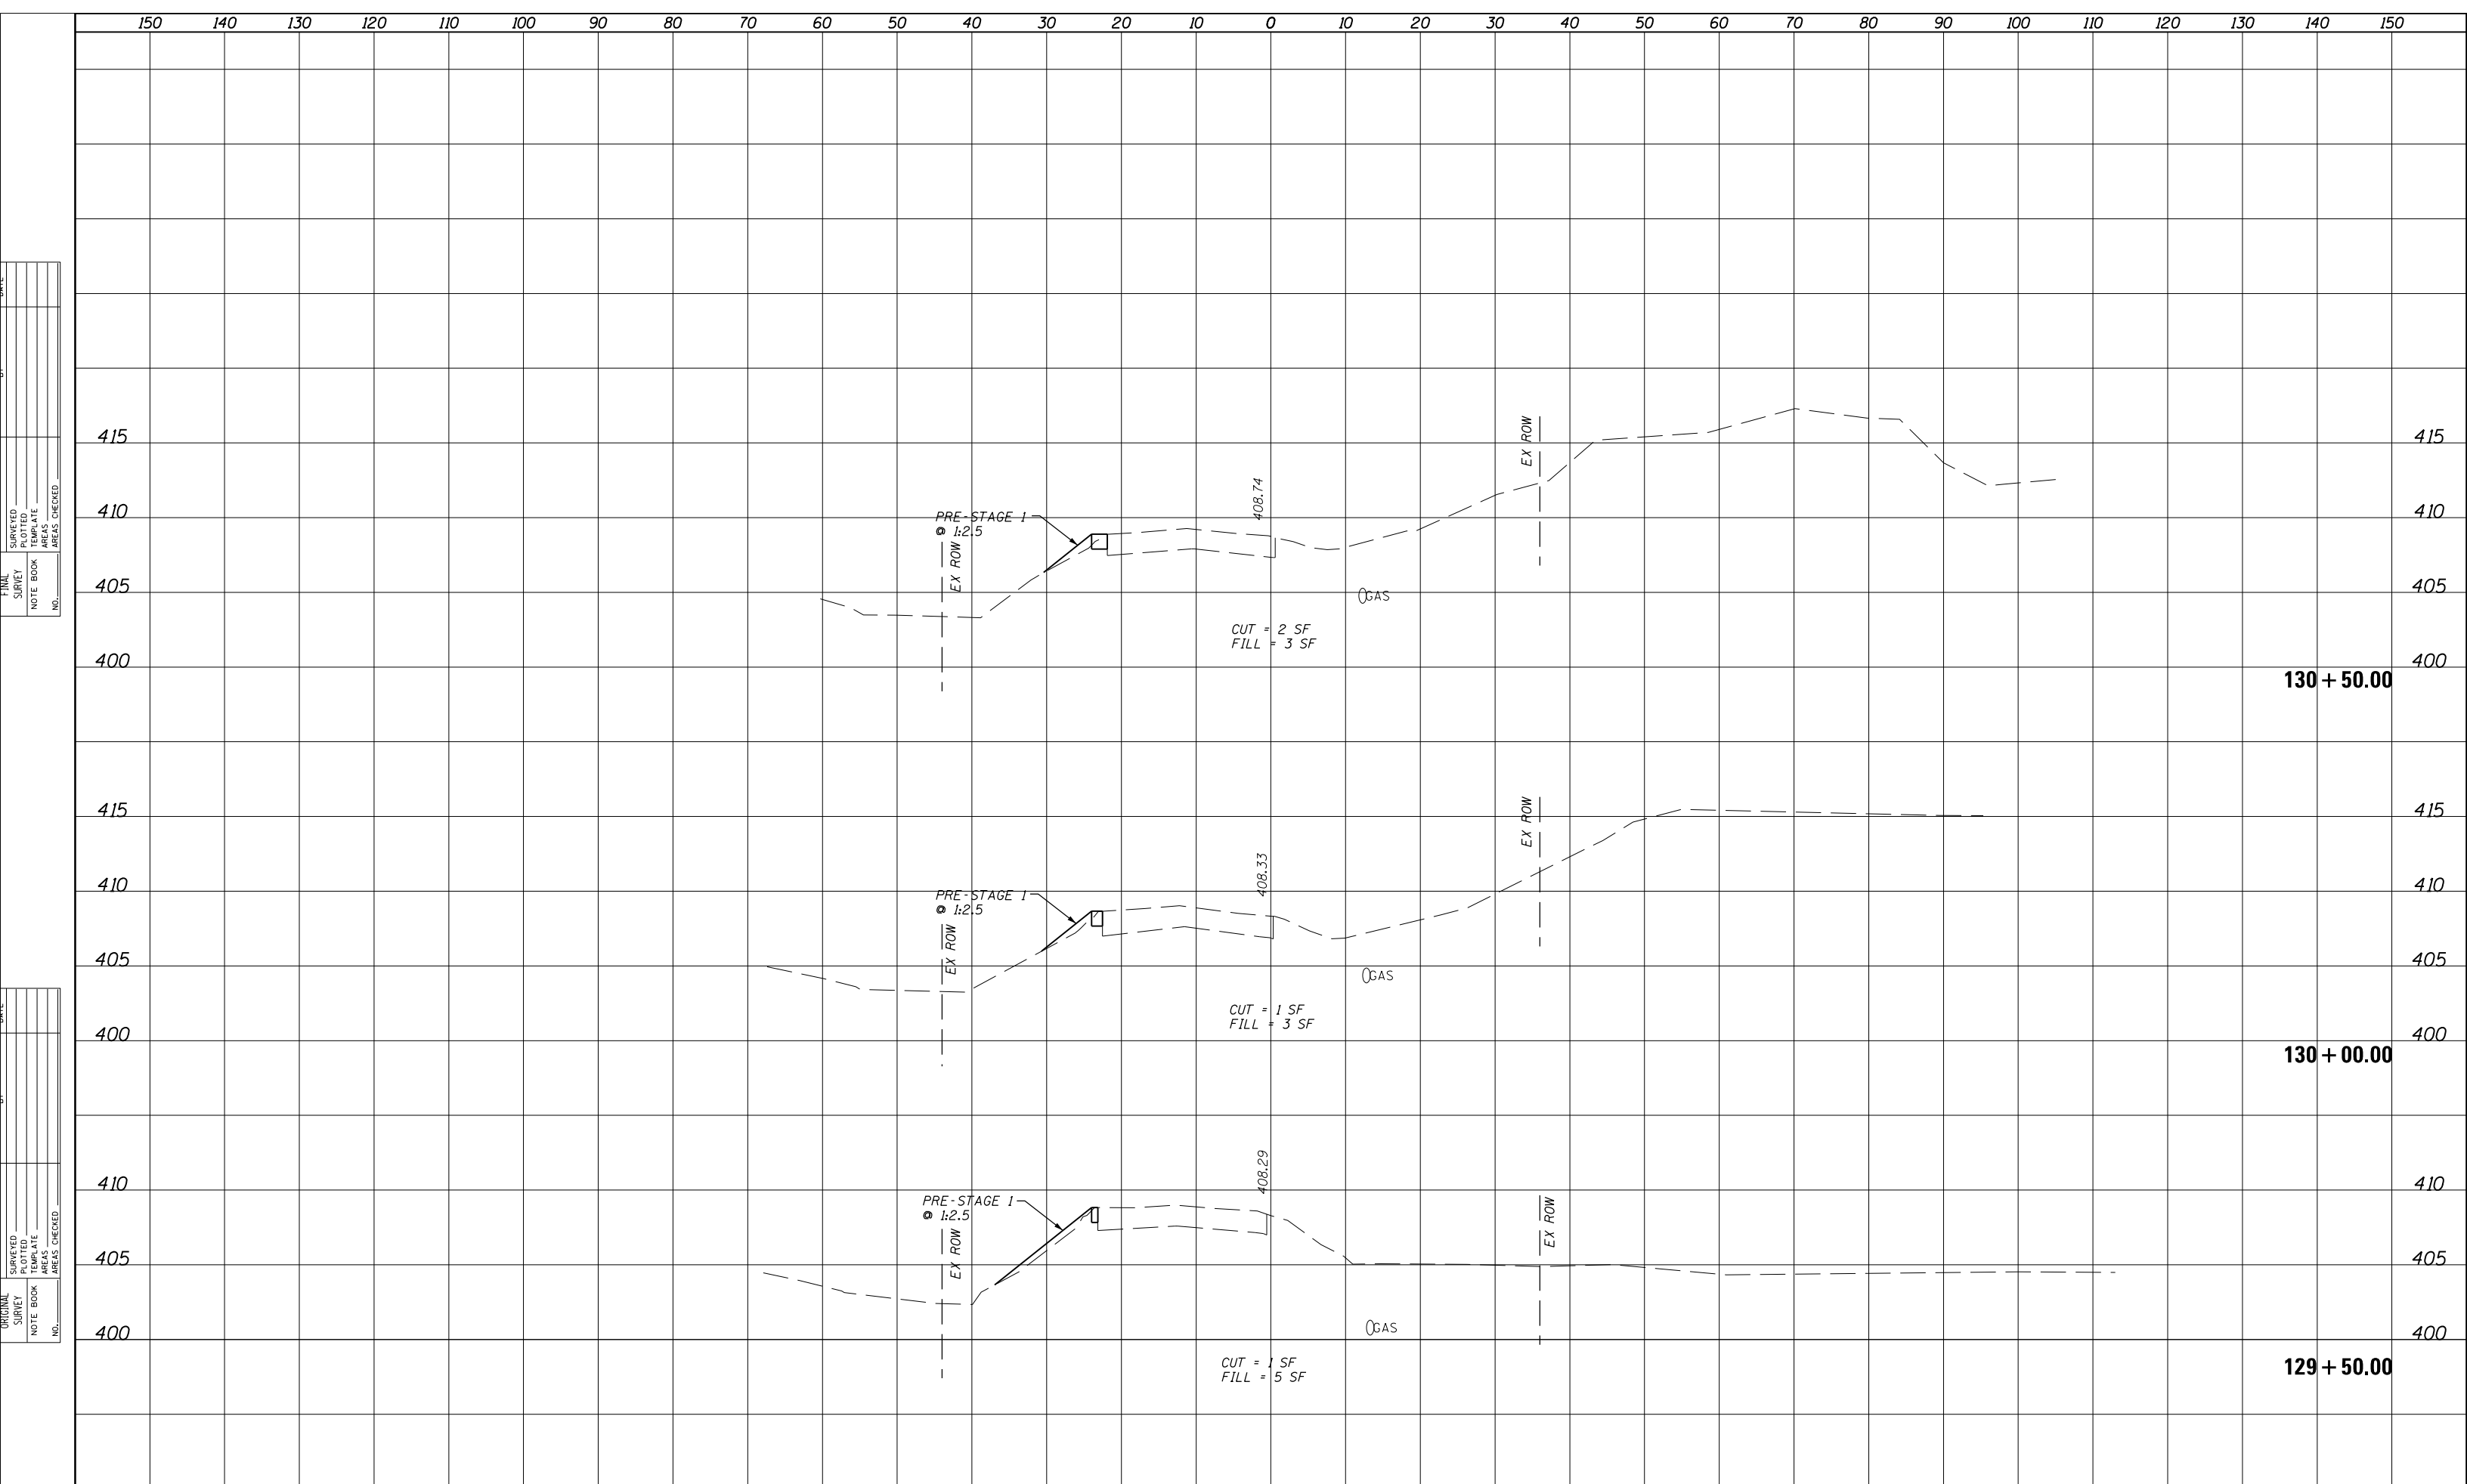 150 140 130 120 110 100 90 80 70 60 50 40 30 20 10 0 10 20 30 40 50 60 70 80 90 100 110 120 130 140 150
415 415
EX ROW
408.74
410 410
PRE-STAGE 1
@ 1:2.5
EX ROW
405 405
GAS
CUT = 2 SF
FILL = 3 SF
400 400
130+50.00
415 415
EX ROW
408.33
410 410
PRE-STAGE 1
@ 1:2.5
EX ROW
405 405
GAS
CUT = 1 SF
FILL = 3 SF
400 400
130+00.00
408.29
410 410
PRE-STAGE 1
@ 1:2.5
EX ROW
EX ROW
405 405
GAS
400 400
CUT = 1 SF
FILL = 5 SF
129+50.00
FINAL
SURVEY
NOTE BOOK
NO.
SURVEYED
PLOTTED
TEMPLATE
AREAS
AREAS CHECKED
ORIGINAL
SURVEY
NOTE BOOK
NO.
SURVEYED
PLOTTED
TEMPLATE
AREAS
AREAS CHECKED